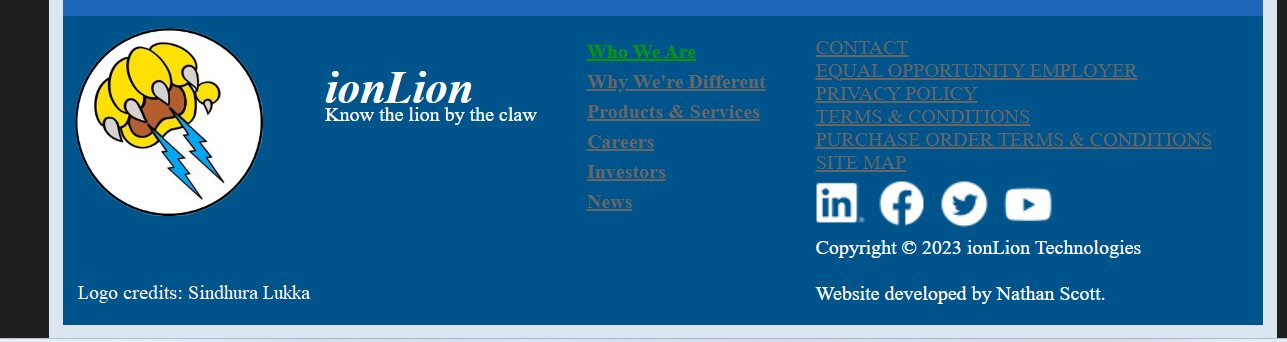 ionLion
Know the lion by the claw
Logo credits: Sindhura Lukka
Who We Are
Why We're Different
Products & Services
Careers
Investors
News
CONTACT
EQUAL OPPORTUNITY EMPLOYER
PRIVACY POLICY
TERMS & CONDITIONS
PURCHASE ORDER TERMS & CONDITIONS
SITE MAP
in
Copyright © 2023 ionLion Technologies
Website developed by Nathan Scott.